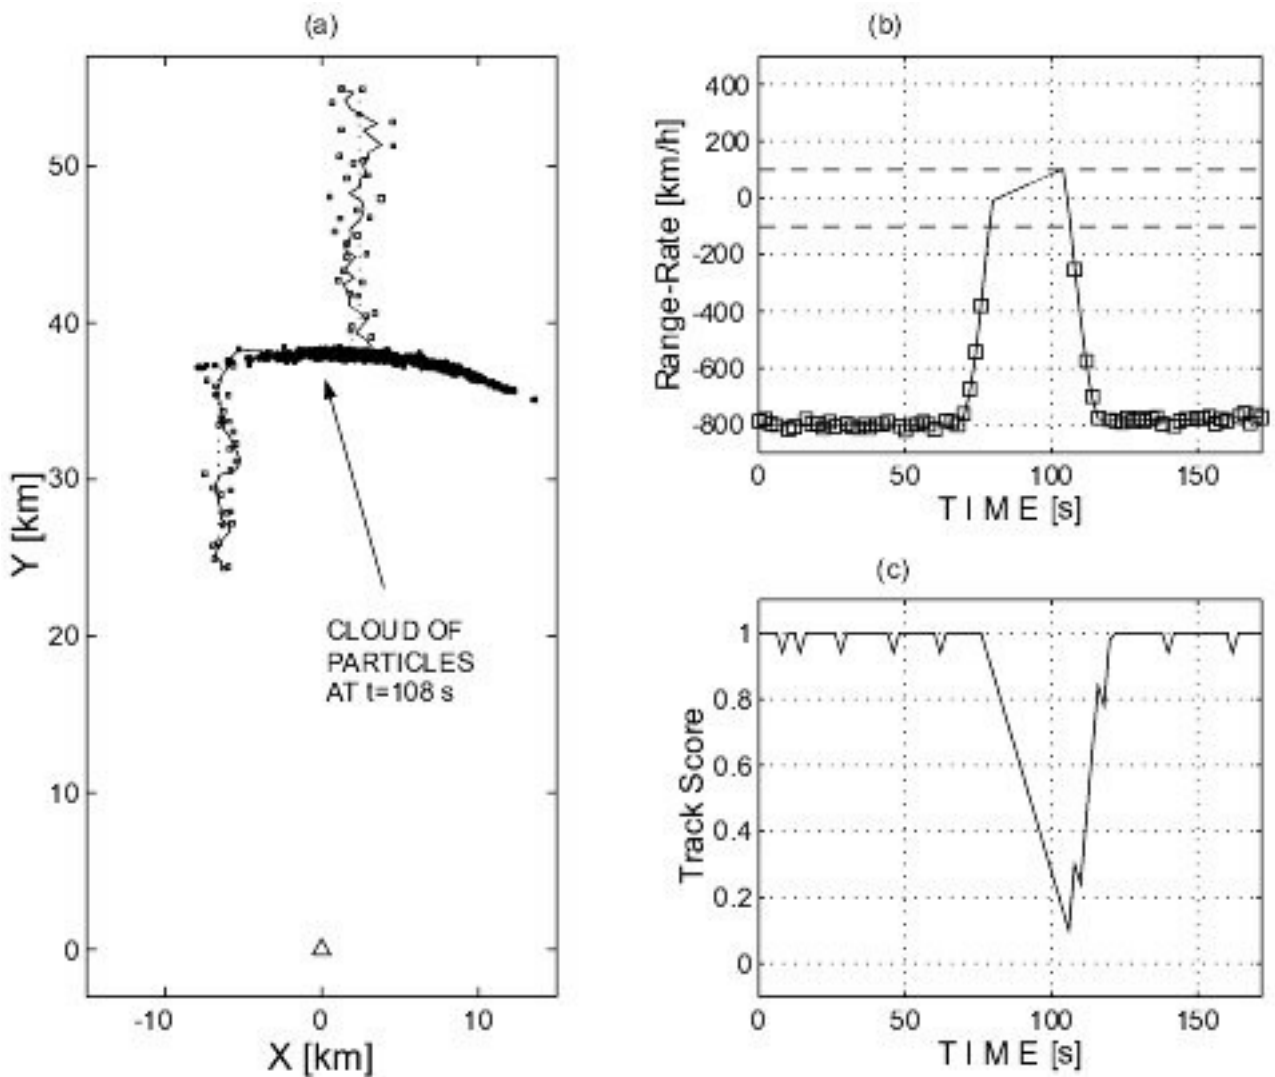 (a)
50
40
30
20
10
0
-10
0
10
Y [km]
X [km]
CLOUD OF
PARTICLES
AT t=108 s
(b)
400
200
0
-200
-400
-600
-800
0
50
100
150
Range-Rate [km/h]
T I M E [s]
(c)
1
0.8
0.6
0.4
0.2
0
0
50
100
150
Track Score
T I M E [s]